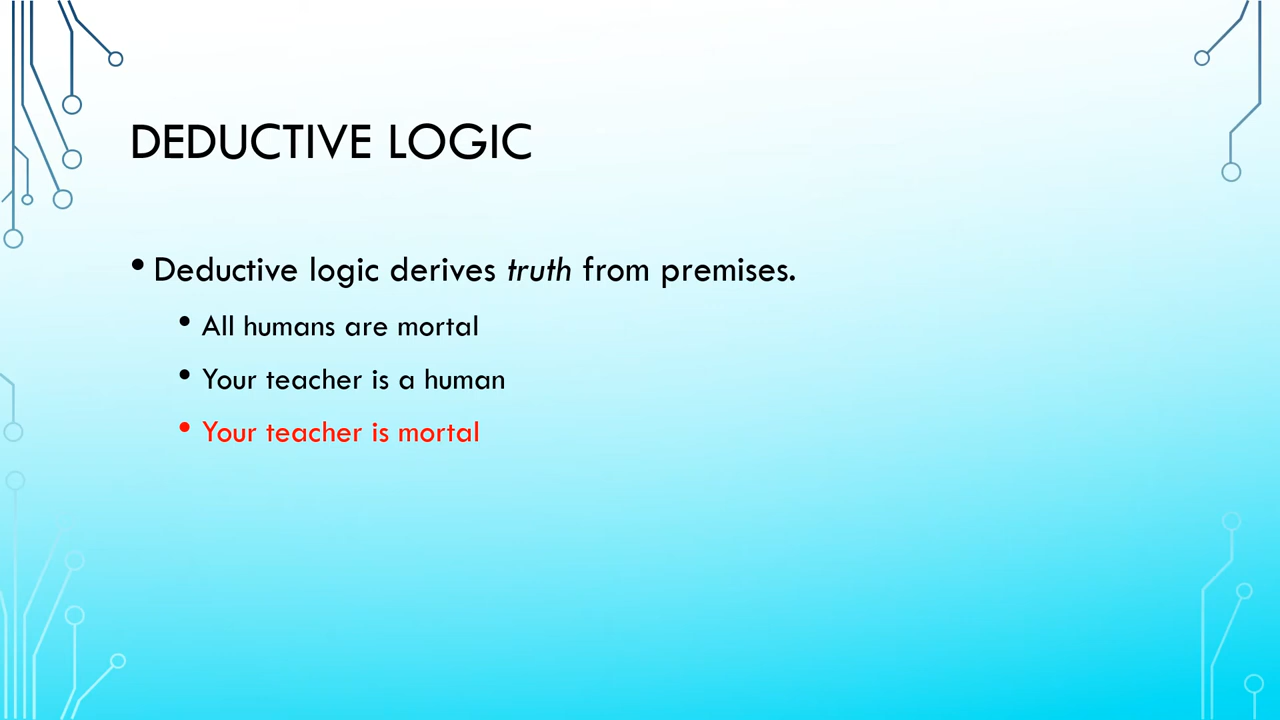 DEDUCTIVE LOGIC
• Deductive logic derives truth from premises.
• All humans are mortal
• Your teacher is a human
• Your teacher is mortal